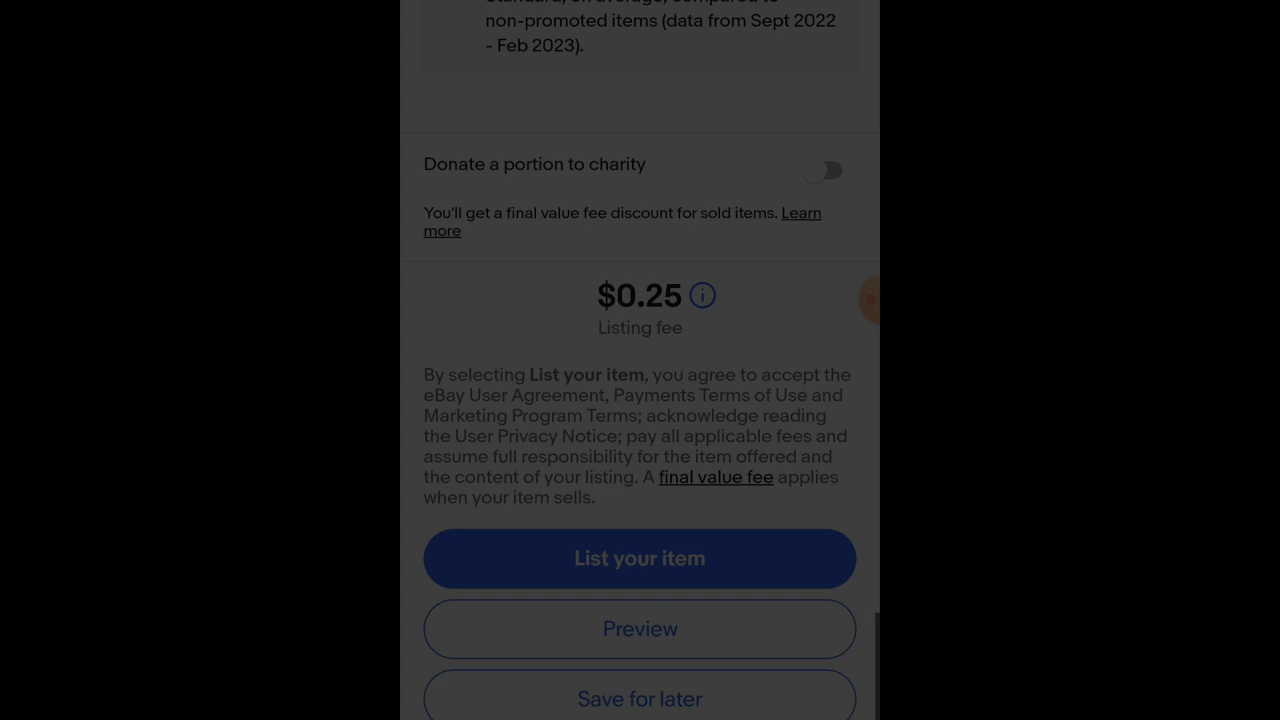 non-promoted items (data from Sept 2022
- Feb 2023).
Donate a portion to charity
You'll get a final value fee discount for sold items. Learn
more
$0.25
Listing fee
By selecting List your item, you agree to accept the
eBay User Agreement, Payments Terms of Use and
Marketing Program Terms; acknowledge reading
the User Privacy Notice; pay all applicable fees and
assume full responsibility for the item offered and
the content of your listing. A final value fee applies
when your item sells.
List your item
Preview
Save for later